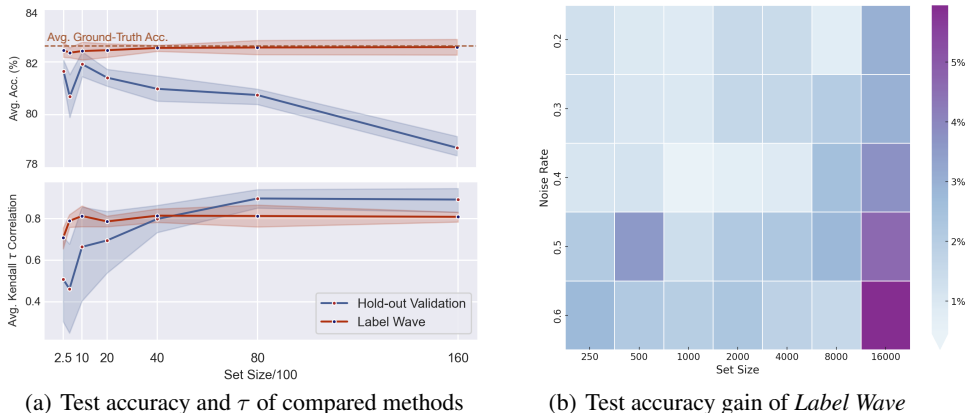 84
82
80
78
Avg. Acc. (%)
Avg. Ground-Truth Acc.
0.8
0.6
0.4
Avg. Kendall τ Correlation
Hold-out Validation
Label Wave
2.5 10 20 40 80 160
Set Size/100
(a) Test accuracy and τ of compared methods
0.2
0.3
0.4
0.5
0.6
Noise Rate
250 500 1000 2000 4000 8000 16000
Set Size
5%
4%
3%
2%
1%
(b) Test accuracy gain of Label Wave